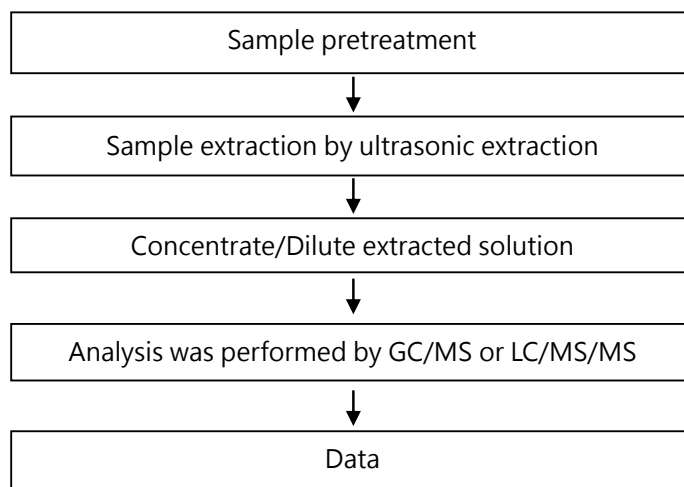 Sample pretreatment
Sample extraction by ultrasonic extraction
Concentrate/Dilute extracted solution
Analysis was performed by GC/MS or LC/MS/MS
Data